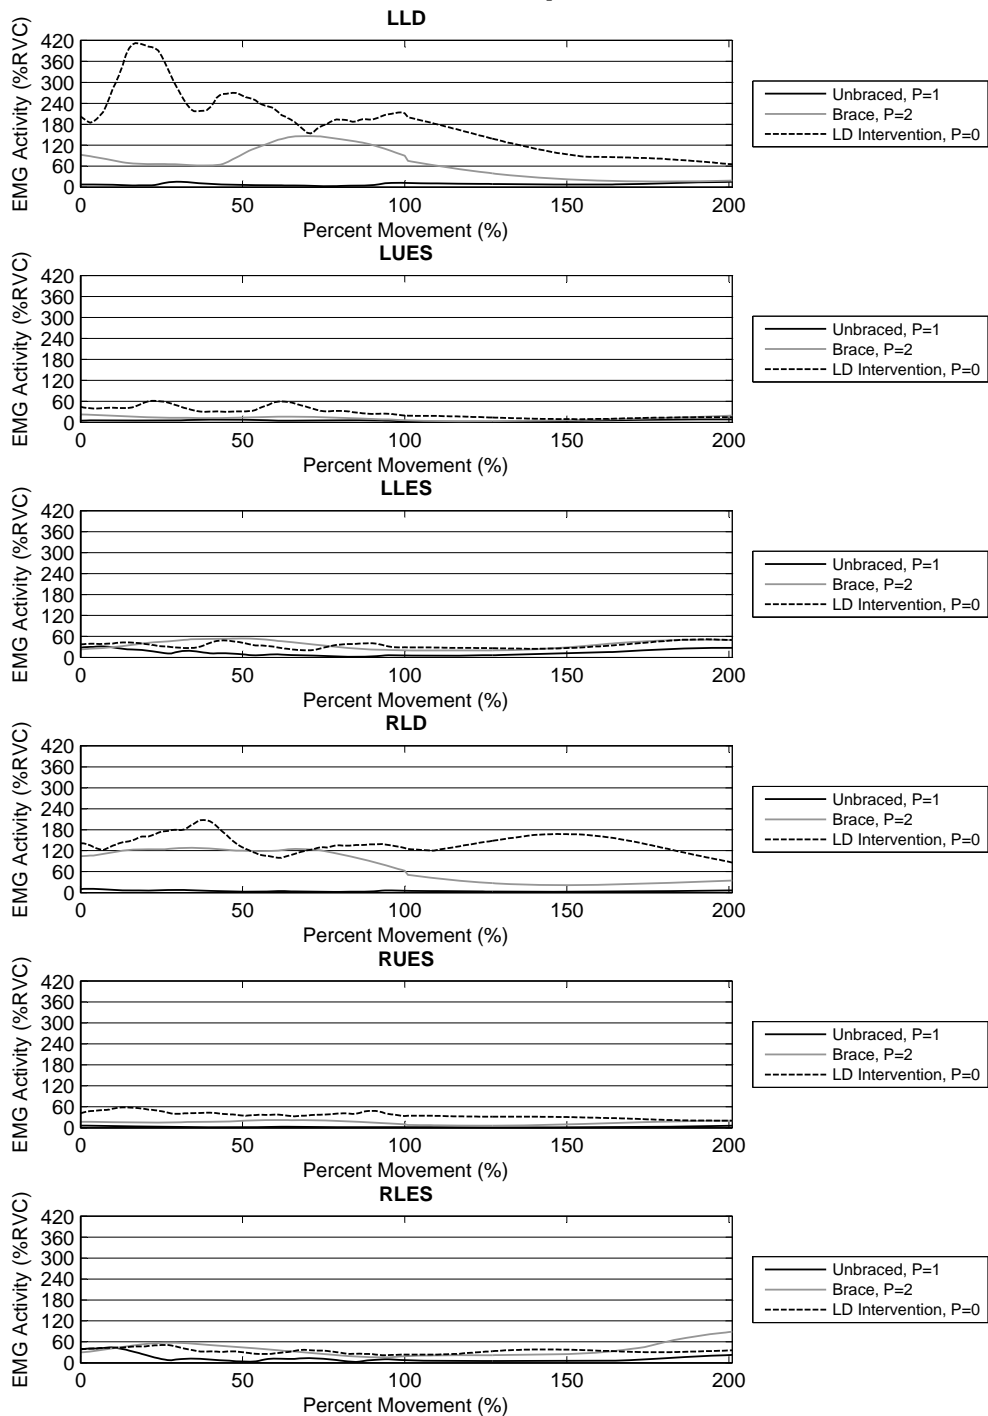 LLD
EMG Activity (%RVC)
420
360
300
240
180
120
60
0
0 50 100 150 200
Percent Movement (%)
Unbraced, P=1
Brace, P=2
LD Intervention, P=0
LUES
EMG Activity (%RVC)
420
360
300
240
180
120
60
0
0 50 100 150 200
Percent Movement (%)
Unbraced, P=1
Brace, P=2
LD Intervention, P=0
LLES
EMG Activity (%RVC)
420
360
300
240
180
120
60
0
0 50 100 150 200
Percent Movement (%)
Unbraced, P=1
Brace, P=2
LD Intervention, P=0
RLD
EMG Activity (%RVC)
420
360
300
240
180
120
60
0
0 50 100 150 200
Percent Movement (%)
Unbraced, P=1
Brace, P=2
LD Intervention, P=0
RUES
EMG Activity (%RVC)
420
360
300
240
180
120
60
0
0 50 100 150 200
Percent Movement (%)
Unbraced, P=1
Brace, P=2
LD Intervention, P=0
RLES
EMG Activity (%RVC)
420
360
300
240
180
120
60
0
0 50 100 150 200
Percent Movement (%)
Unbraced, P=1
Brace, P=2
LD Intervention, P=0